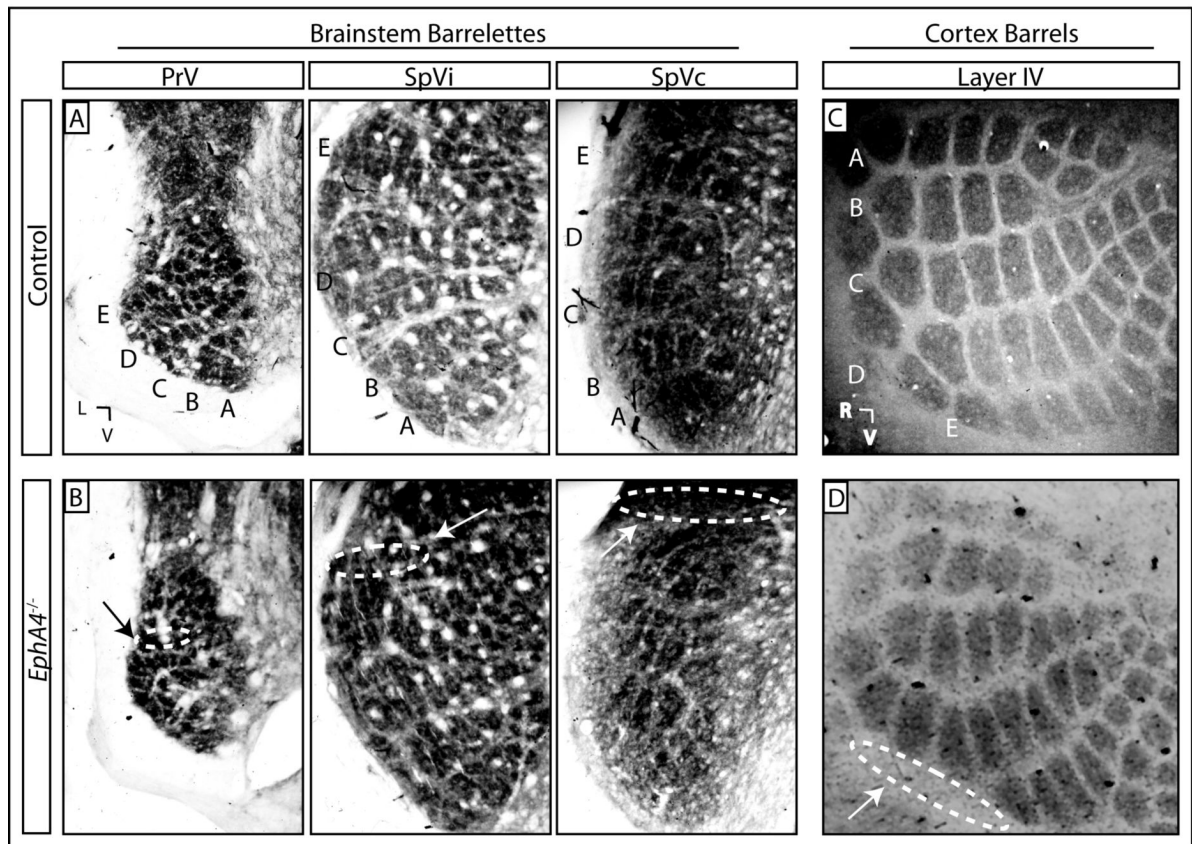 Brainstem Barrelettes
Cortex Barrels
PrV
SpVi
SpVc
Layer IV
Control
A
E
D
C
B
A
L
V
E
D
C
B
A
E
D
C
B
A
C
A
B
C
D
E
R
V
EphA4-/-
B
D